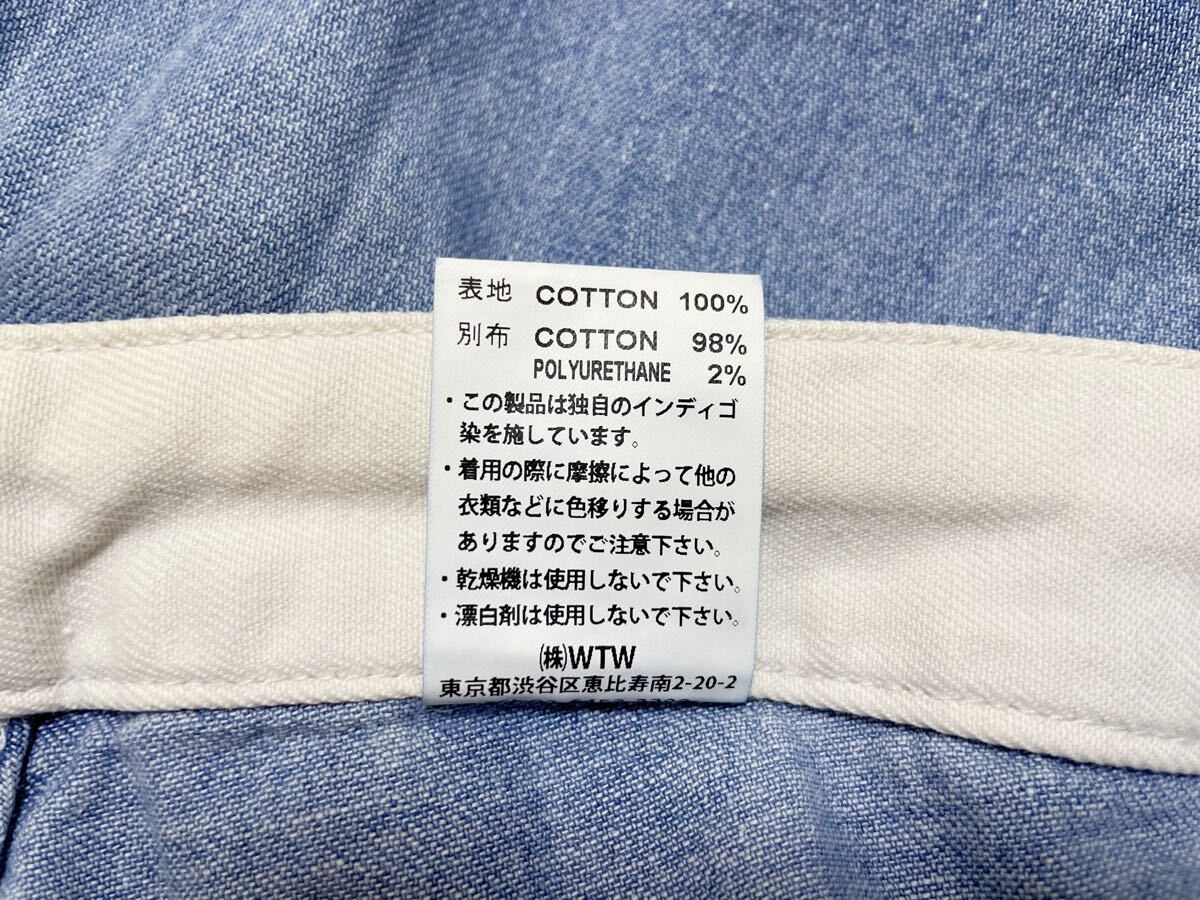 表地 COTTON 100%
別布 COTTON 98%
POLYURETHANE 2%
・この製品は独自のインディゴ
染を施しています。
・着用の際に摩擦によって他の
衣類などに色移りする場合が
ありますのでご注意下さい。
・乾燥機は使用しないで下さい。
・漂白剤は使用しないで下さい。
㈱WTW
東京都渋谷区恵比寿南2-20-2